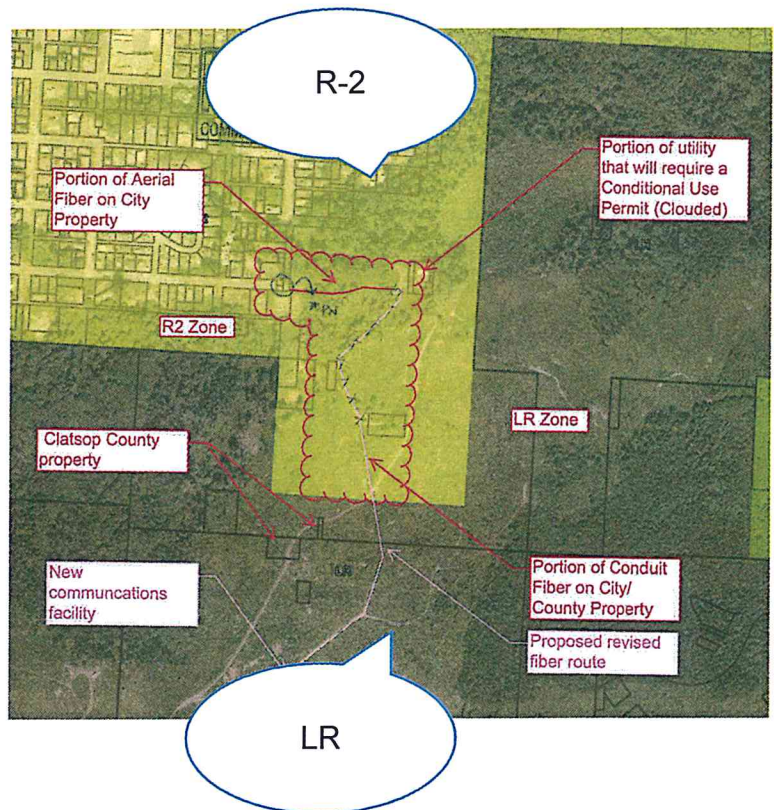 R-2
COMM
Portion of Aerial
Fiber on City
Property
Portion of utility
that will require a
Conditional Use
Permit (Clouded)
R2 Zone
LR Zone
Clatsop County
property
New
communcations
facility
LR
Portion of Conduit
Fiber on City/
County Property
Proposed revised
fiber route
LR